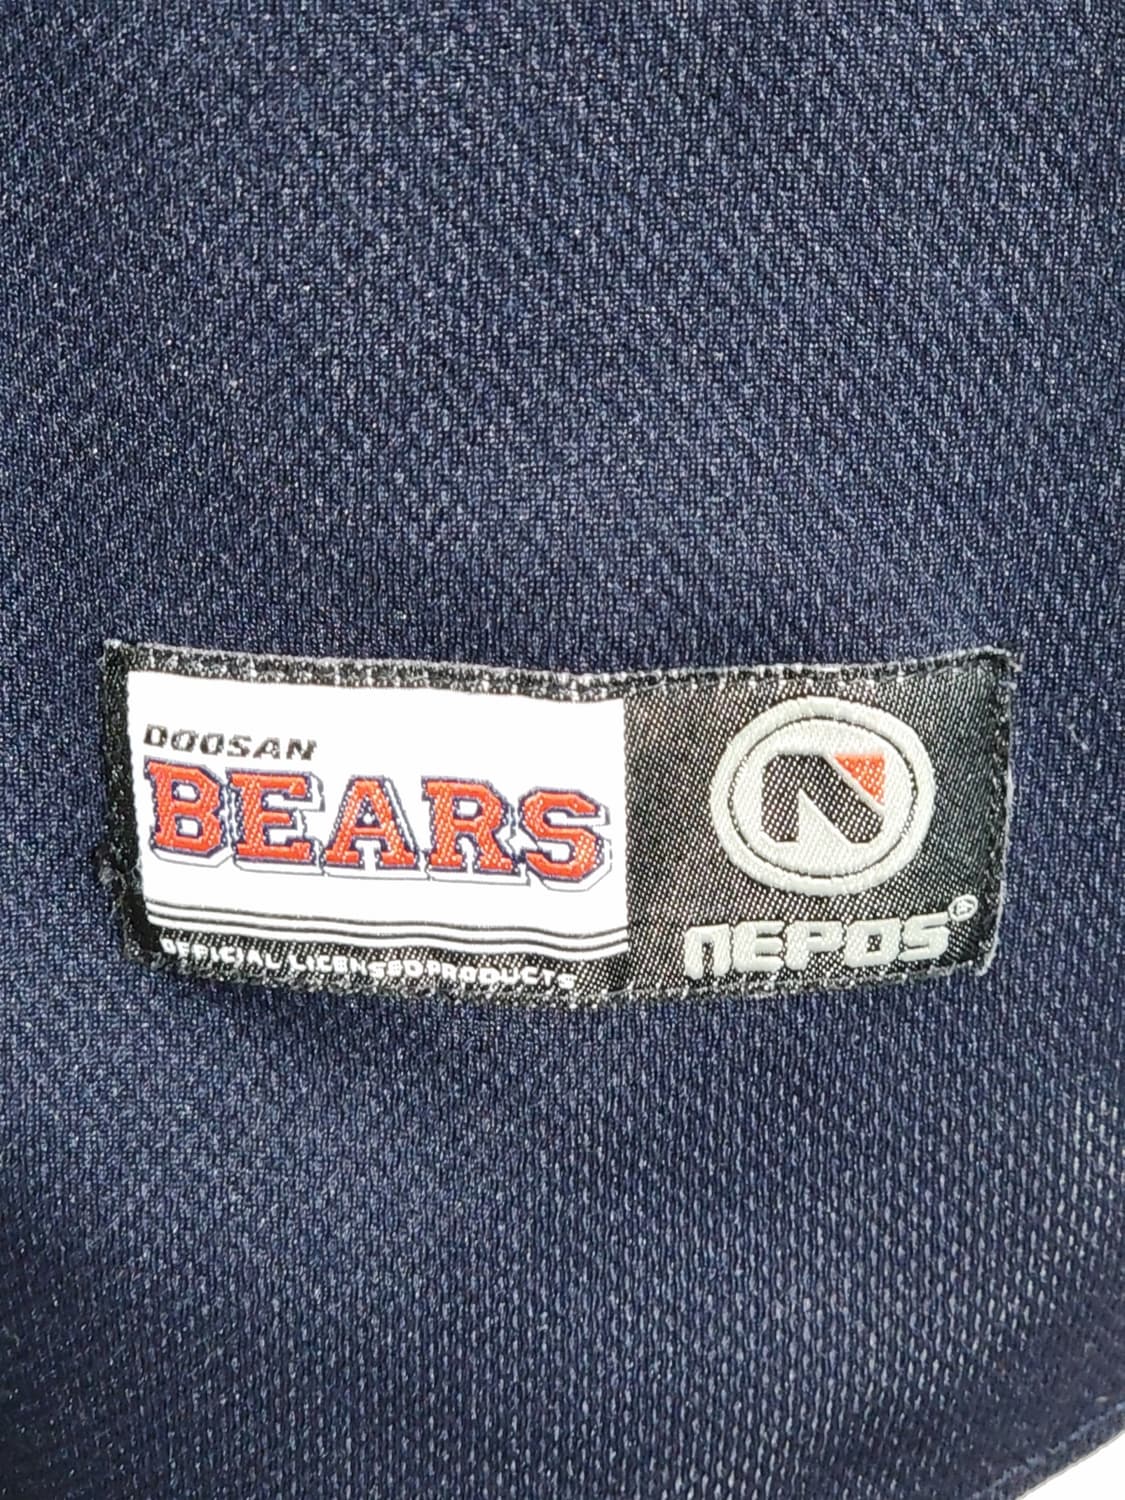 DOOSAN
BEARS
OFFICIAL LICENSED PRODUCTS
N
NEPOS®